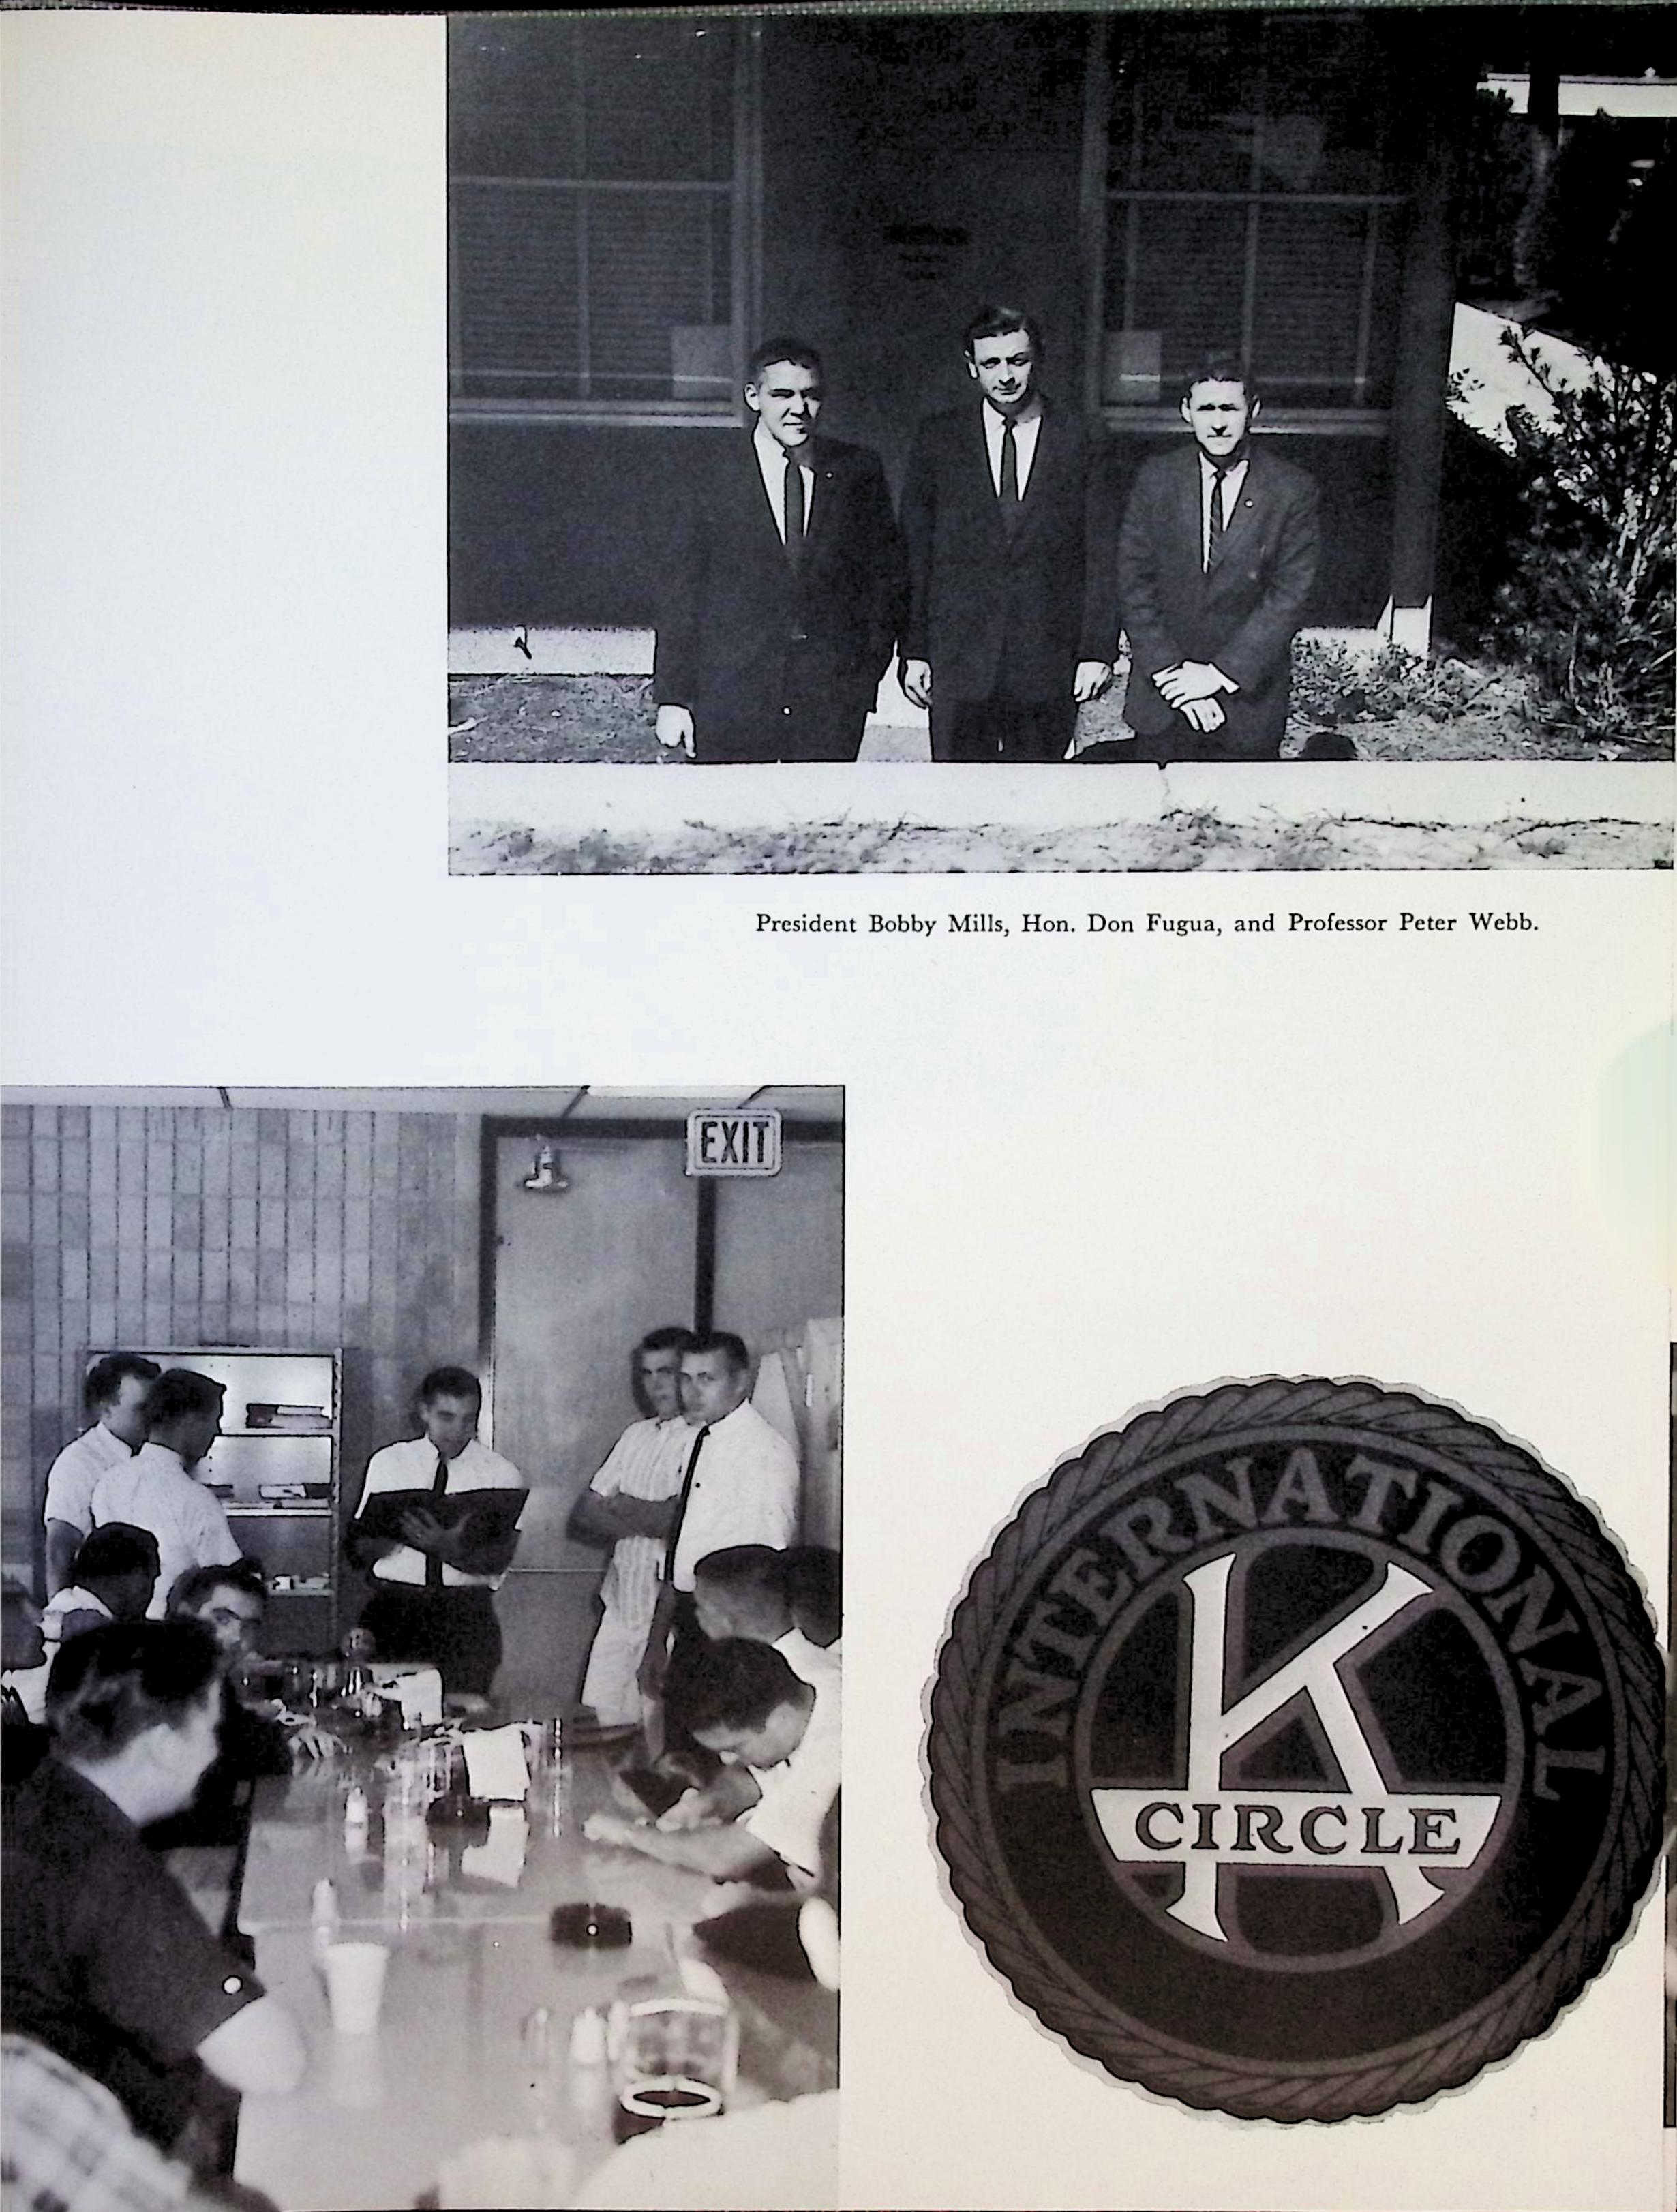 President Bobby Mills, Hon. Don Fugua, and Professor Peter Webb.
EXIT
INTERNATIONAL
K
CIRCLE